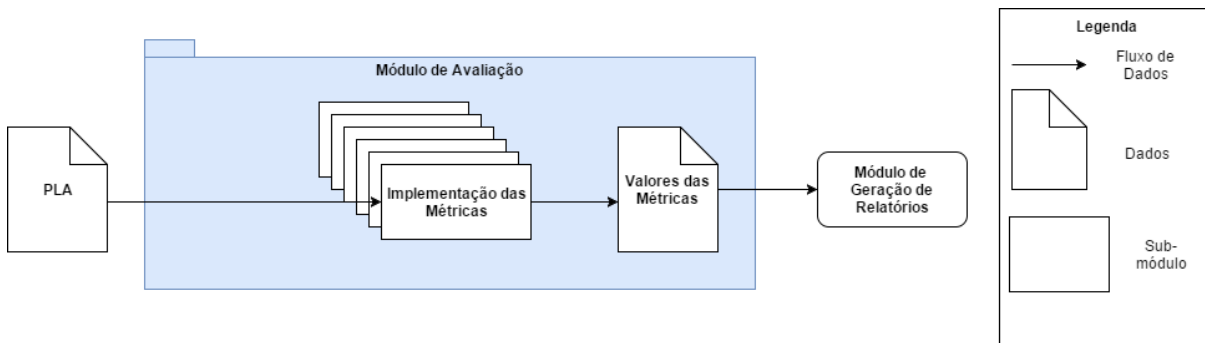 Módulo de Avaliação
PLA
Implementação das
Métricas
Valores das
Métricas
Módulo de
Geração de
Relatórios
Legenda
Fluxo de
Dados
Dados
Sub-
módulo